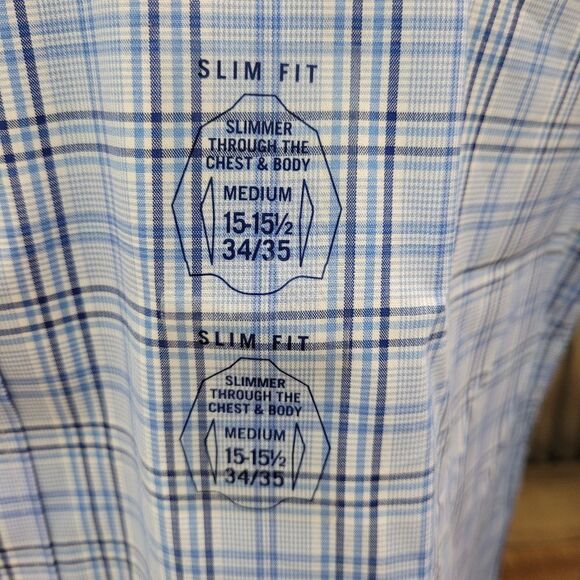 SLIM FIT
SLIMMER
THROUGH THE
CHEST & BODY
MEDIUM
15-15½
34/35
SLIM FIT
SLIMMER
THROUGH THE
CHEST & BODY
MEDIUM
15-15½
34/35